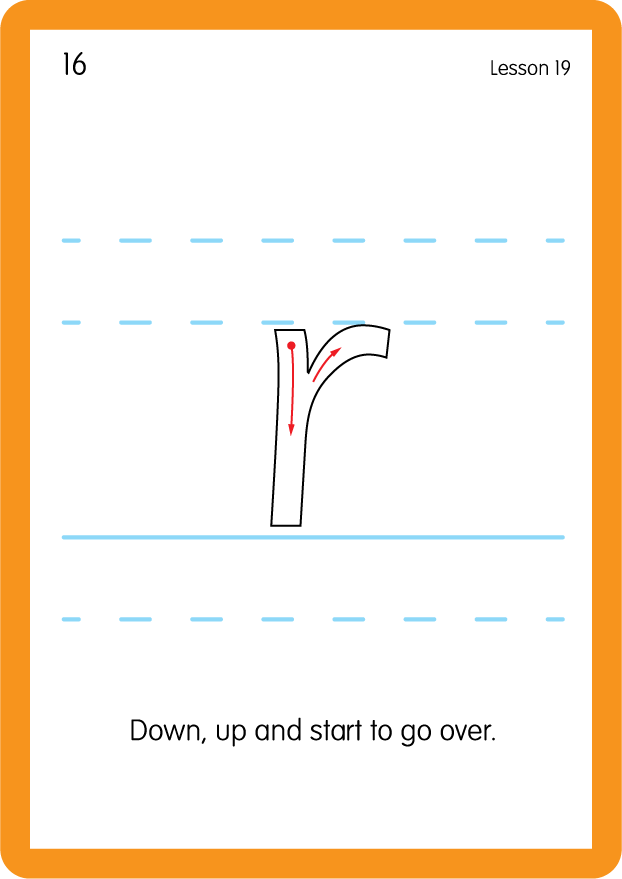 16
Lesson 19
r
Down, up and start to go over.